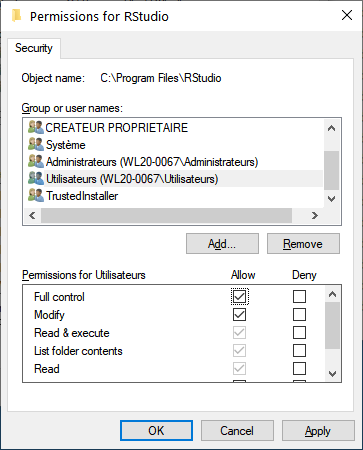 Permissions for RStudio
Security
Object name: C:\Program Files\RStudio
Group or user names:
CREATEUR PROPRIETAIRE
Système
Administrateurs (WL20-0067\Administrateurs)
Utilisateurs (WL20-0067\Utilisateurs)
TrustedInstaller
Add... Remove
Permissions for Utilisateurs Allow Deny
Full control
Modify
Read & execute
List folder contents
Read
OK Cancel Apply